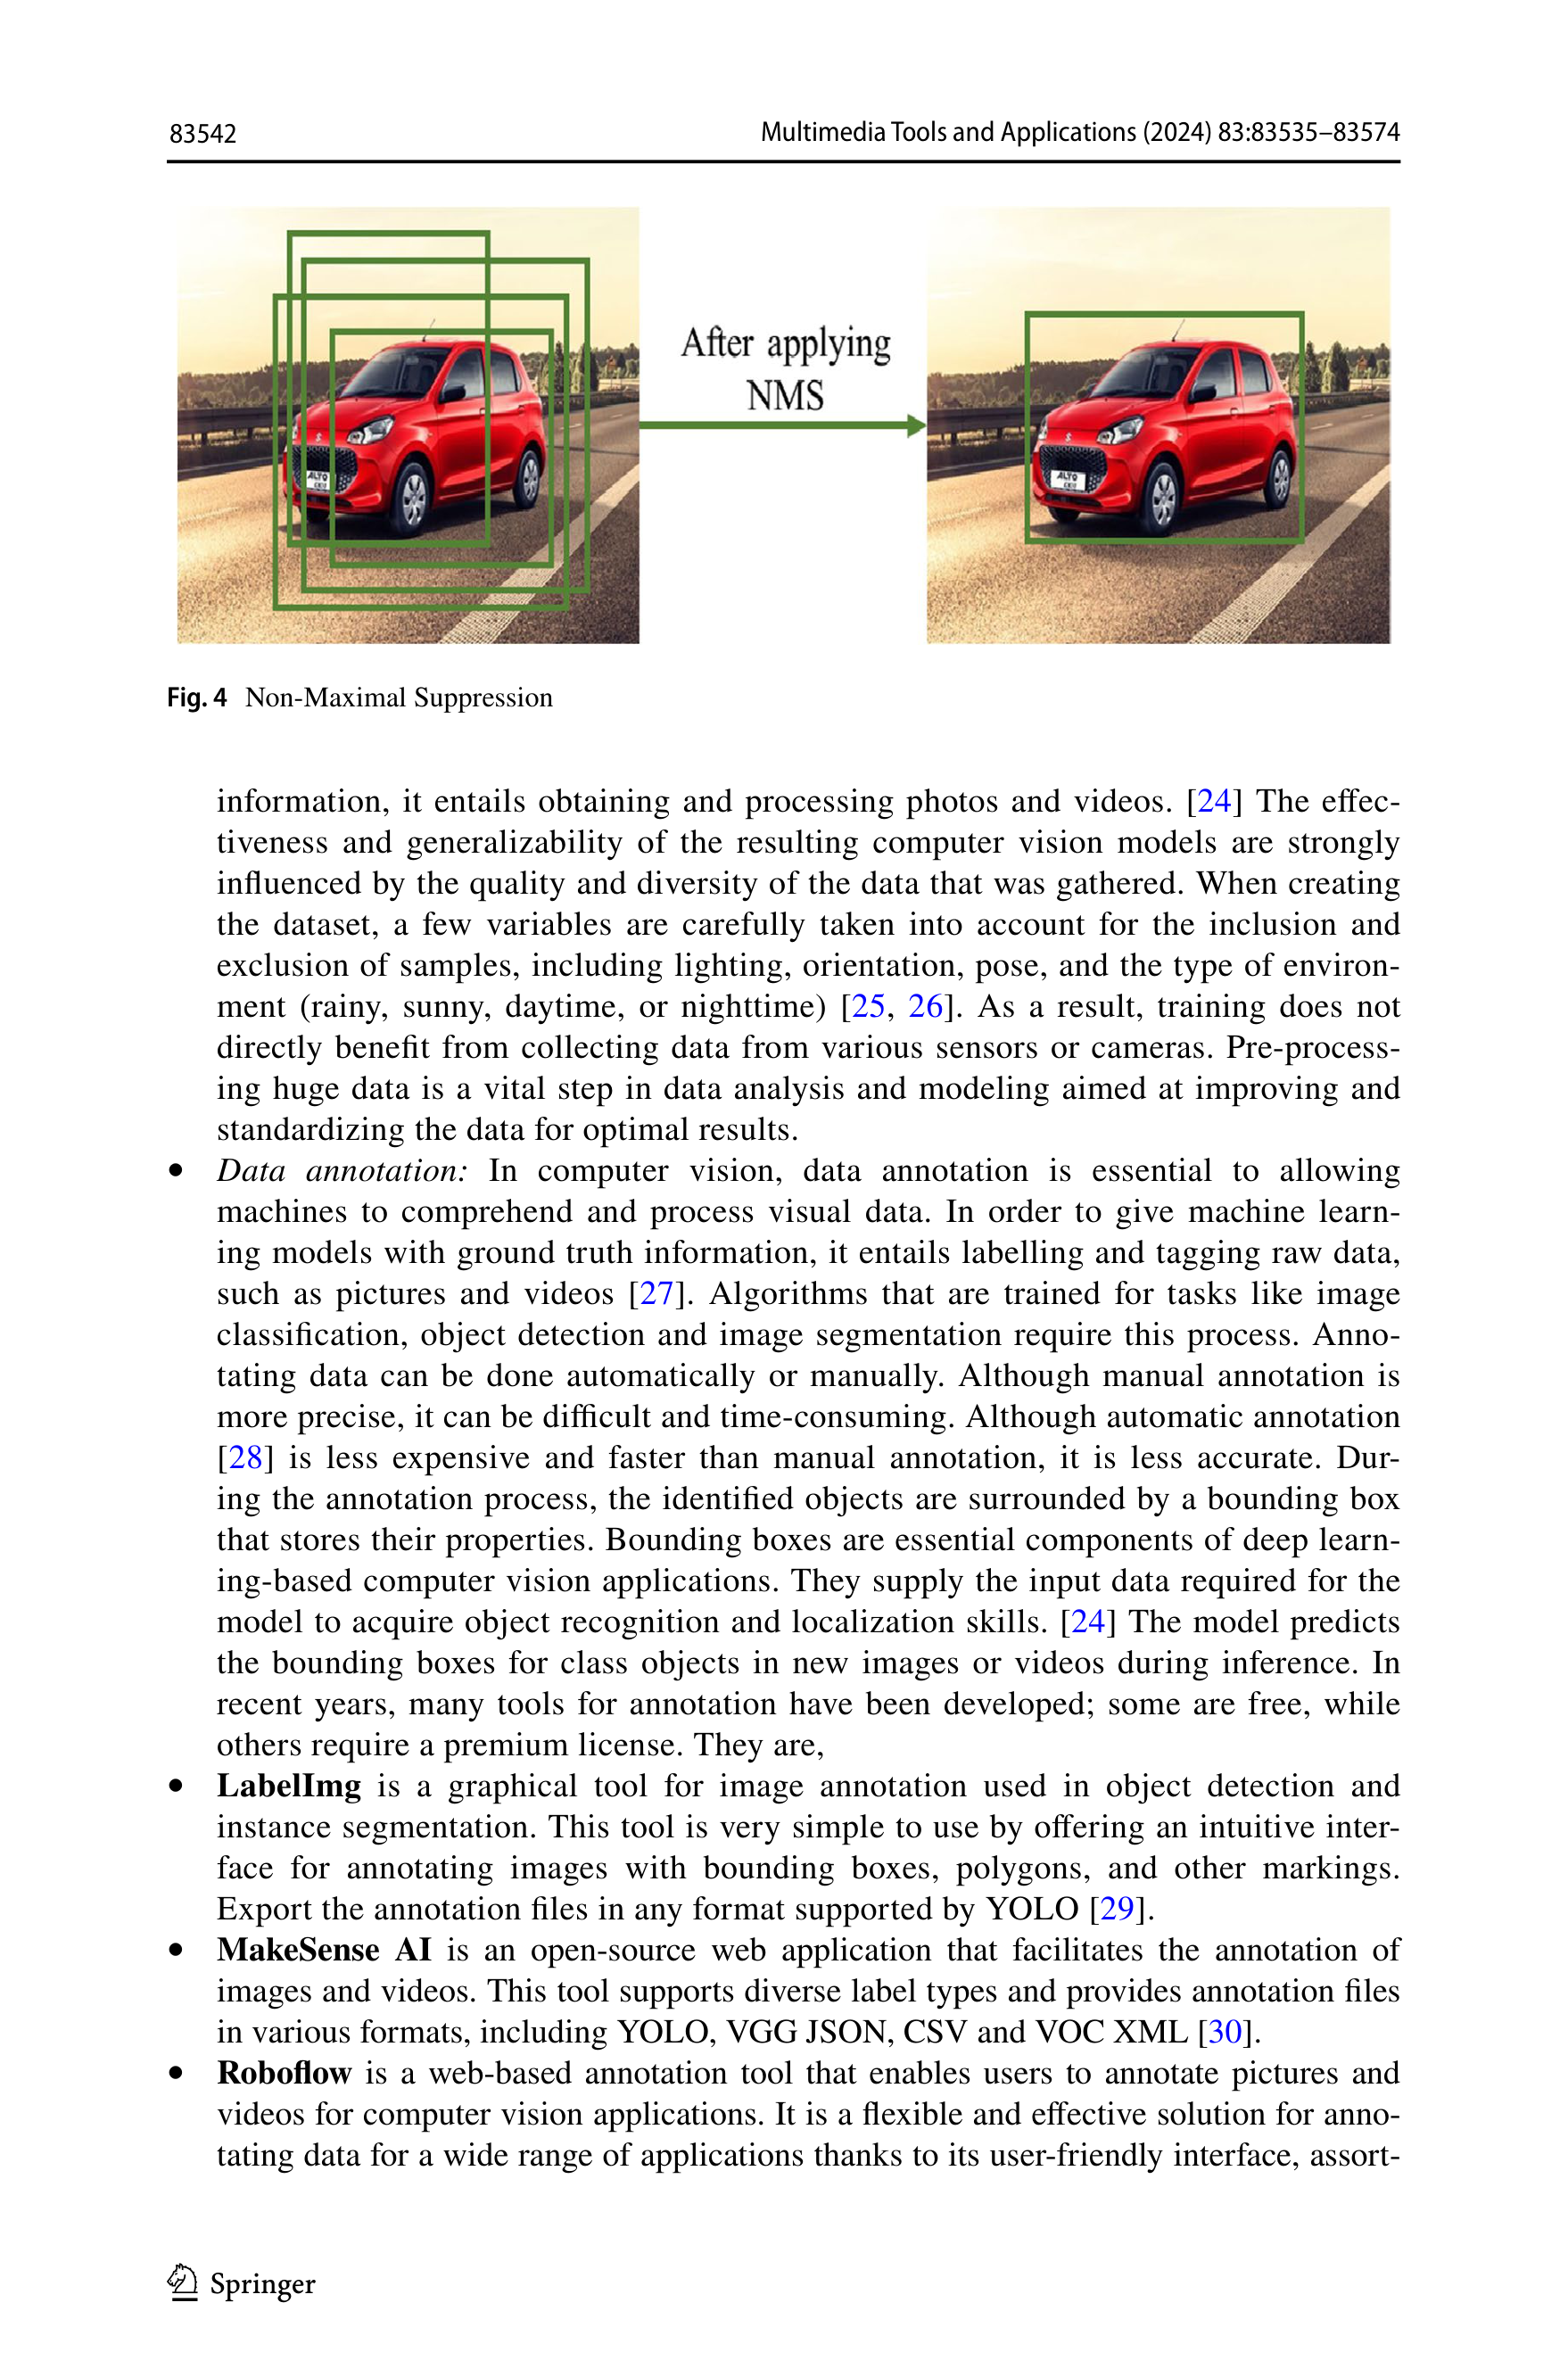 83542
Multimedia Tools and Applications (2024) 83:83535–83574
After applying
NMS
ALTO
ALTO
Fig. 4 Non-Maximal Suppression
information, it entails obtaining and processing photos and videos. [24] The effec-
tiveness and generalizability of the resulting computer vision models are strongly
influenced by the quality and diversity of the data that was gathered. When creating
the dataset, a few variables are carefully taken into account for the inclusion and
exclusion of samples, including lighting, orientation, pose, and the type of environ-
ment (rainy, sunny, daytime, or nighttime) [25, 26]. As a result, training does not
directly benefit from collecting data from various sensors or cameras. Pre-process-
ing huge data is a vital step in data analysis and modeling aimed at improving and
standardizing the data for optimal results.
• Data annotation: In computer vision, data annotation is essential to allowing
machines to comprehend and process visual data. In order to give machine learn-
ing models with ground truth information, it entails labelling and tagging raw data,
such as pictures and videos [27]. Algorithms that are trained for tasks like image
classification, object detection and image segmentation require this process. Anno-
tating data can be done automatically or manually. Although manual annotation is
more precise, it can be difficult and time-consuming. Although automatic annotation
[28] is less expensive and faster than manual annotation, it is less accurate. Dur-
ing the annotation process, the identified objects are surrounded by a bounding box
that stores their properties. Bounding boxes are essential components of deep learn-
ing-based computer vision applications. They supply the input data required for the
model to acquire object recognition and localization skills. [24] The model predicts
the bounding boxes for class objects in new images or videos during inference. In
recent years, many tools for annotation have been developed; some are free, while
others require a premium license. They are,
• LabelImg is a graphical tool for image annotation used in object detection and
instance segmentation. This tool is very simple to use by offering an intuitive inter-
face for annotating images with bounding boxes, polygons, and other markings.
Export the annotation files in any format supported by YOLO [29].
• MakeSense AI is an open-source web application that facilitates the annotation of
images and videos. This tool supports diverse label types and provides annotation files
in various formats, including YOLO, VGG JSON, CSV and VOC XML [30].
• Roboflow is a web-based annotation tool that enables users to annotate pictures and
videos for computer vision applications. It is a flexible and effective solution for anno-
tating data for a wide range of applications thanks to its user-friendly interface, assort-
Springer